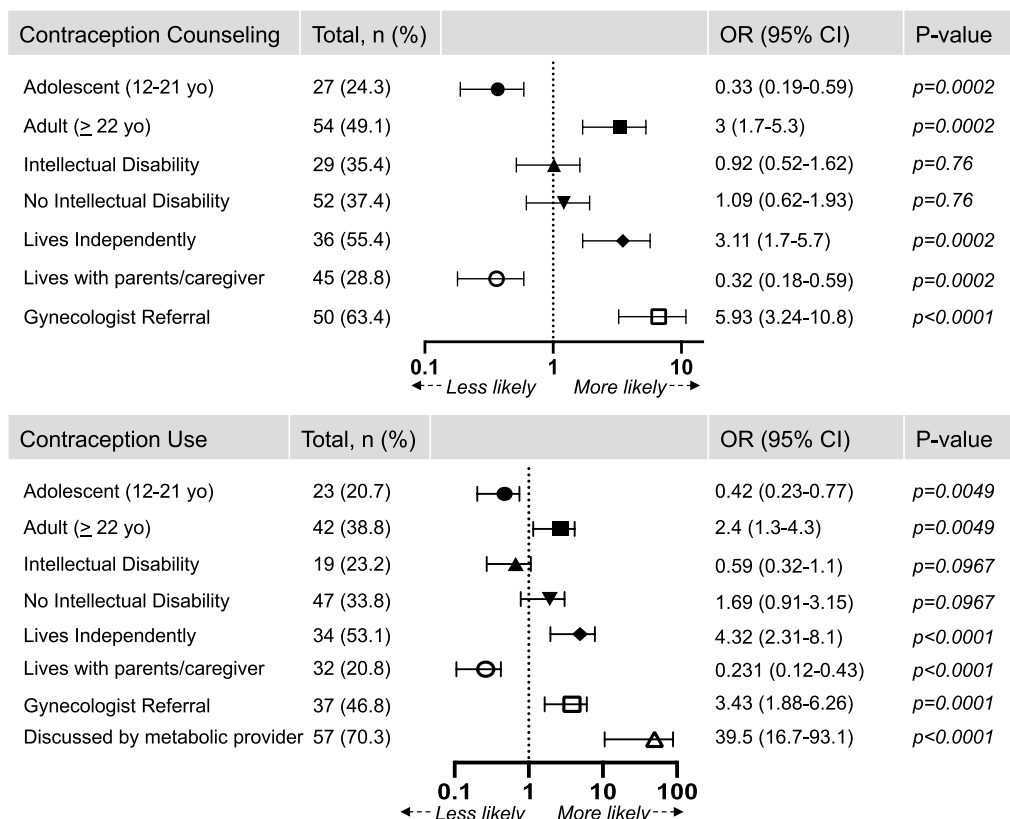 Contraception Counseling Total, n (%) OR (95% CI) P-value
Adolescent (12-21 yo) 27 (24.3) 0.33 (0.19-0.59) p=0.0002
Adult (≥ 22 yo) 54 (49.1) 3 (1.7-5.3) p=0.0002
Intellectual Disability 29 (35.4) 0.92 (0.52-1.62) p=0.76
No Intellectual Disability 52 (37.4) 1.09 (0.62-1.93) p=0.76
Lives Independently 36 (55.4) 3.11 (1.7-5.7) p=0.0002
Lives with parents/caregiver 45 (28.8) 0.32 (0.18-0.59) p=0.0002
Gynecologist Referral 50 (63.4) 5.93 (3.24-10.8) p<0.0001
0.1 1 10
Less likely More likely
Contraception Use Total, n (%) OR (95% CI) P-value
Adolescent (12-21 yo) 23 (20.7) 0.42 (0.23-0.77) p=0.0049
Adult (≥ 22 yo) 42 (38.8) 2.4 (1.3-4.3) p=0.0049
Intellectual Disability 19 (23.2) 0.59 (0.32-1.1) p=0.0967
No Intellectual Disability 47 (33.8) 1.69 (0.91-3.15) p=0.0967
Lives Independently 34 (53.1) 4.32 (2.31-8.1) p<0.0001
Lives with parents/caregiver 32 (20.8) 0.231 (0.12-0.43) p<0.0001
Gynecologist Referral 37 (46.8) 3.43 (1.88-6.26) p=0.0001
Discussed by metabolic provider 57 (70.3) 39.5 (16.7-93.1) p<0.0001
0.1 1 10 100
Less likely More likely